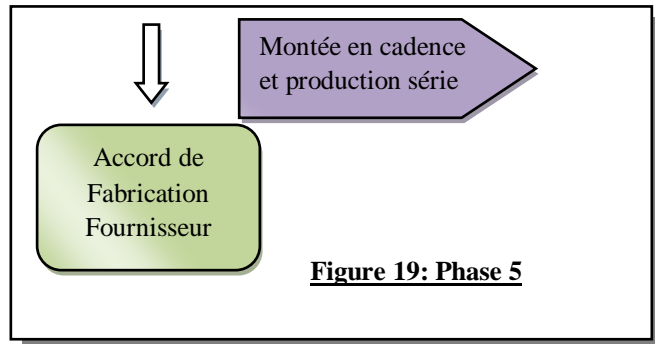 Montée en cadence
et production série
Accord de
Fabrication
Fournisseur
Figure 19: Phase 5